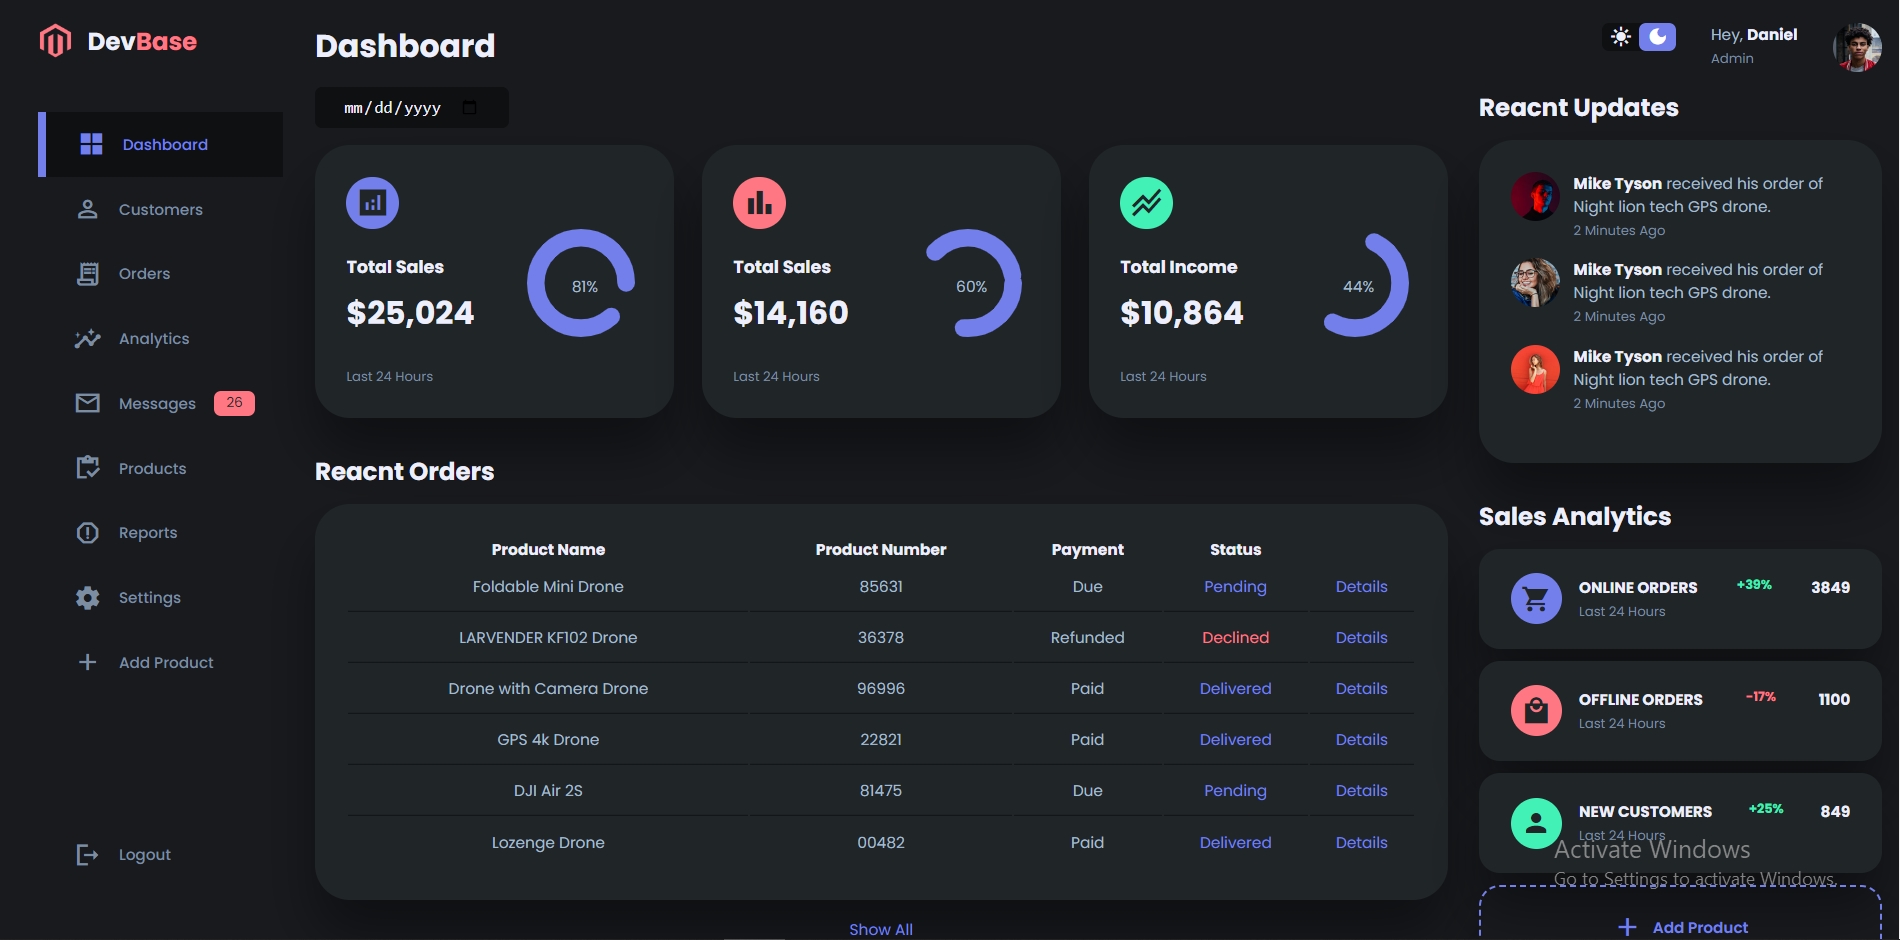 DevBase
Dashboard
Customers
Orders
Analytics
Messages 26
Products
Reports
Settings
Add Product
Logout
Dashboard
mm/dd/yyyy
Total Sales
$25,024
81%
Last 24 Hours
Total Sales
$14,160
60%
Last 24 Hours
Total Income
$10,864
44%
Last 24 Hours
Reacnt Orders
Product Name Product Number Payment Status
Foldable Mini Drone 85631 Due Pending Details
LARVENDER KF102 Drone 36378 Refunded Declined Details
Drone with Camera Drone 96996 Paid Delivered Details
GPS 4k Drone 22821 Paid Delivered Details
DJI Air 2S 81475 Due Pending Details
Lozenge Drone 00482 Paid Delivered Details
Show All
Hey, Daniel
Admin
Reacnt Updates
Mike Tyson received his order of
Night lion tech GPS drone.
2 Minutes Ago
Mike Tyson received his order of
Night lion tech GPS drone.
2 Minutes Ago
Mike Tyson received his order of
Night lion tech GPS drone.
2 Minutes Ago
Sales Analytics
ONLINE ORDERS +39% 3849
Last 24 Hours
OFFLINE ORDERS -17% 1100
Last 24 Hours
NEW CUSTOMERS +25% 849
Last 24 Hours
Activate Windows
Go to Settings to activate Windows.
Add Product